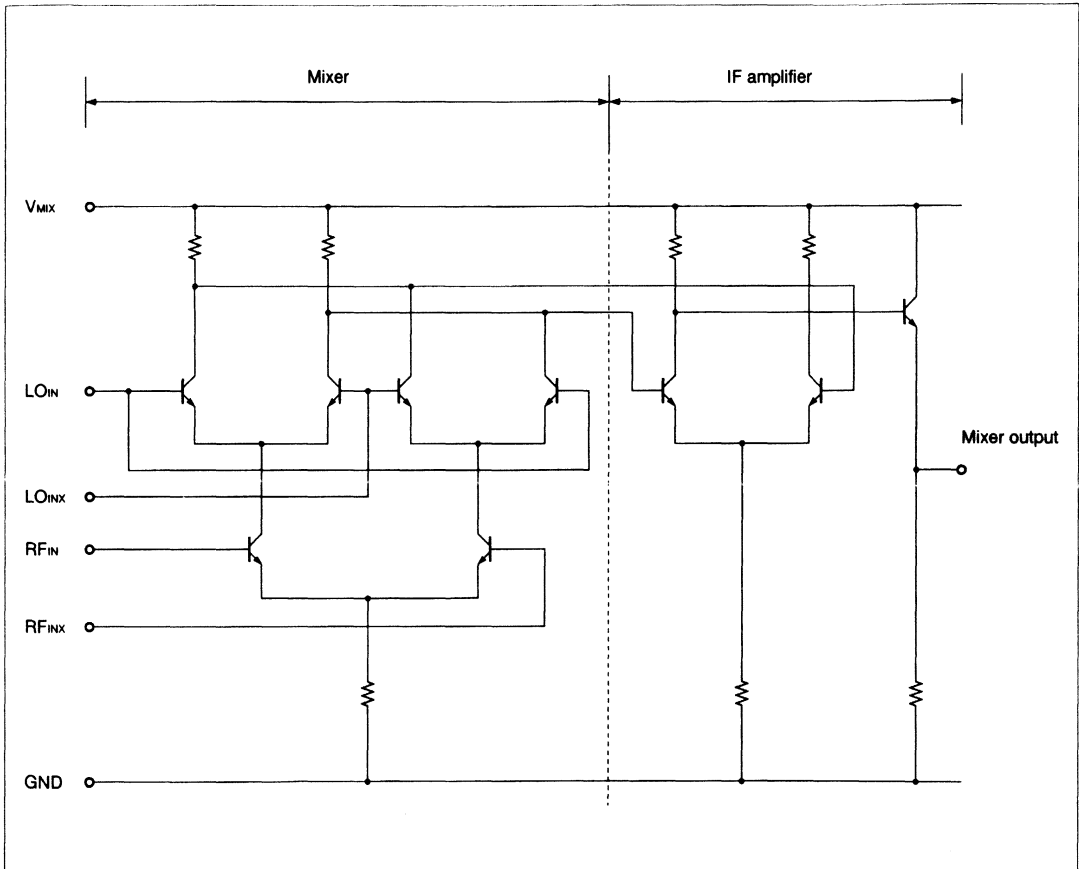 Mixer
IF amplifier
VMIX
LOIN
Mixer output
LOINX
RFIN
RFINX
GND